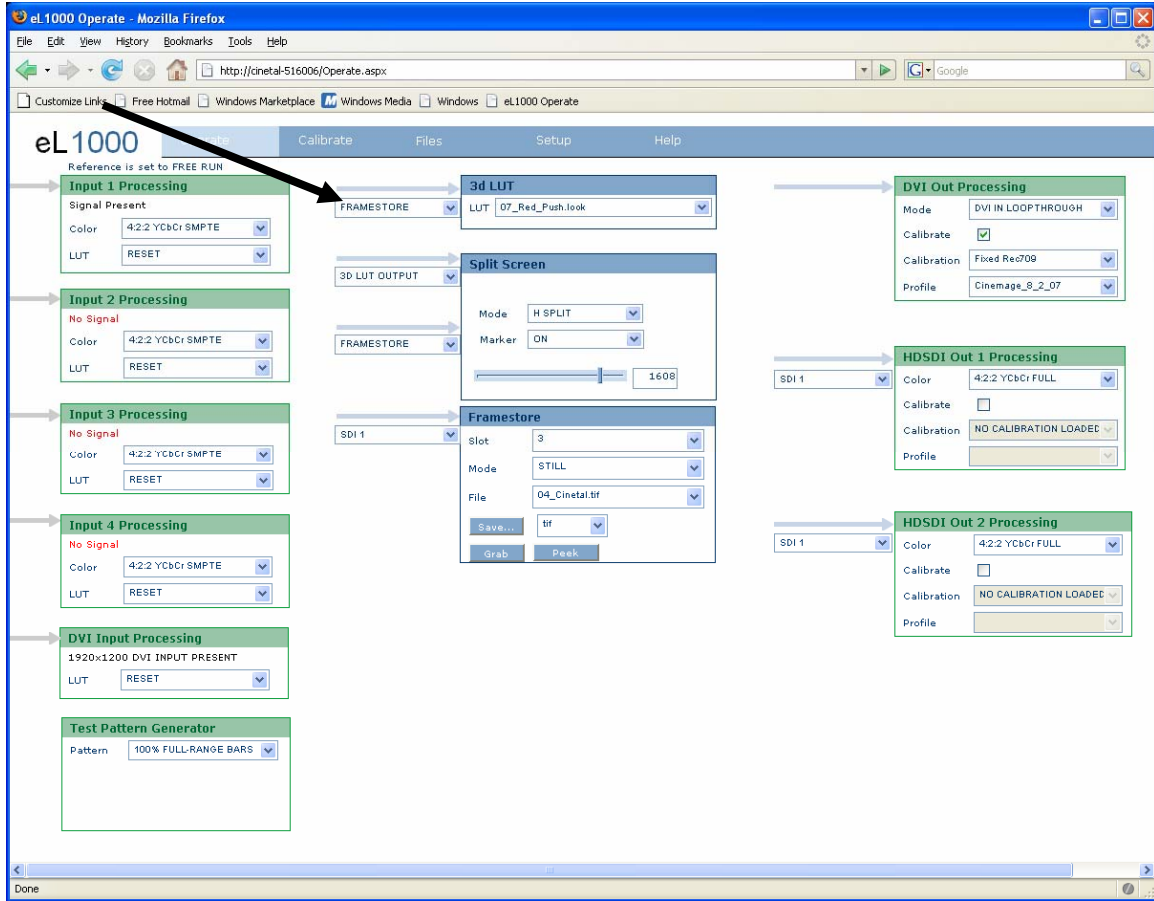 eL1000 Operate - Mozilla Firefox
File Edit View History Bookmarks Tools Help
http://cinetal-516006/Operate.aspx
G Google
Customize Links Free Hotmail Windows Marketplace Windows Media Windows eL1000 Operate
eL1000
Calibrate Files Setup Help
Reference is set to FREE RUN
Input 1 Processing
Signal Present
Color 4:2:2 YCbCr SMPTE
LUT RESET
Input 2 Processing
No Signal
Color 4:2:2 YCbCr SMPTE
LUT RESET
Input 3 Processing
No Signal
Color 4:2:2 YCbCr SMPTE
LUT RESET
Input 4 Processing
No Signal
Color 4:2:2 YCbCr SMPTE
LUT RESET
DVI Input Processing
1920x1200 DVI INPUT PRESENT
LUT RESET
Test Pattern Generator
Pattern 100% FULL-RANGE BARS
FRAMESTORE
3d LUT
LUT 07_Red_Push.look
3D LUT OUTPUT
Split Screen
Mode H SPLIT
FRAMESTORE
Marker ON
1608
SDI 1
Framestore
Slot 3
Mode STILL
File 04_Cinetal.tif
Save... tif
Grab Peek
DVI Out Processing
Mode DVI IN LOOPTHROUGH
Calibrate
Calibration Fixed Rec709
Profile Cinemage_8_2_07
SDI 1
HDSDI Out 1 Processing
Color 4:2:2 YCbCr FULL
Calibrate
Calibration NO CALIBRATION LOADED
Profile
SDI 1
HDSDI Out 2 Processing
Color 4:2:2 YCbCr FULL
Calibrate
Calibration NO CALIBRATION LOADED
Profile
Done